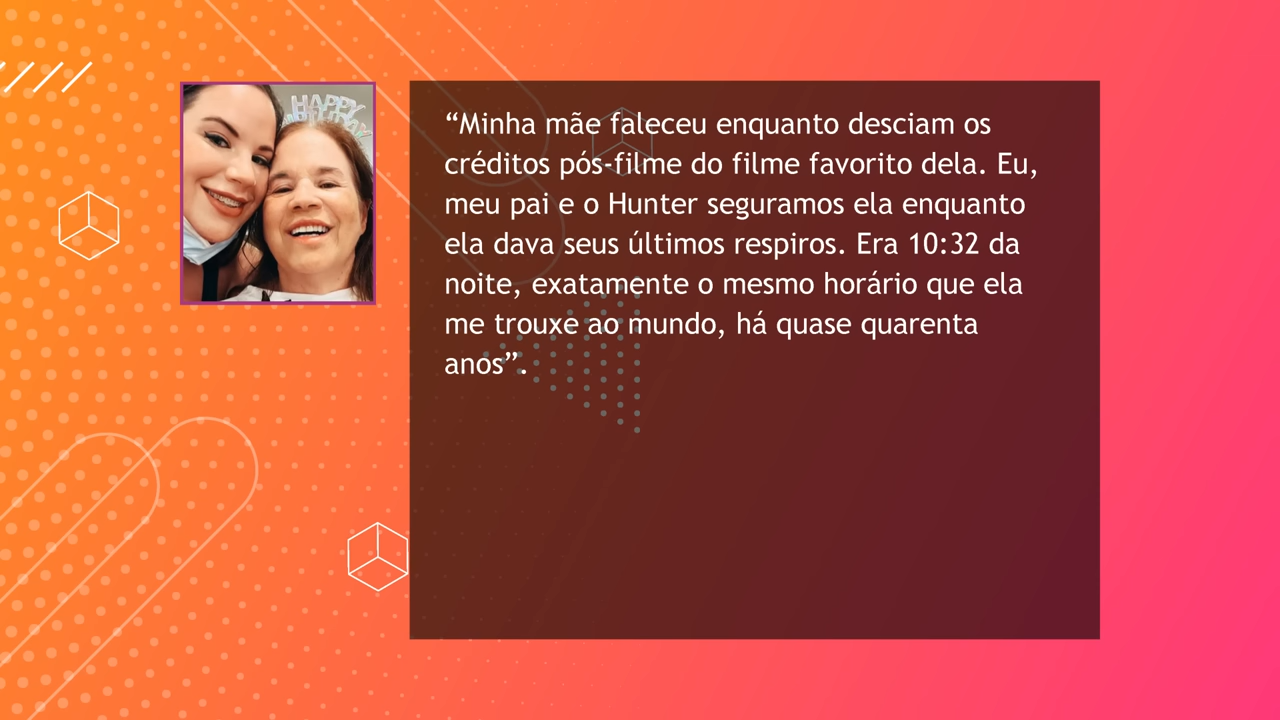 HAPPY
BIRTHDAY
“Minha mãe faleceu enquanto desciam os
créditos pós-filme do filme favorito dela. Eu,
meu pai e o Hunter seguramos ela enquanto
ela dava seus últimos respiros. Era 10:32 da
noite, exatamente o mesmo horário que ela
me trouxe ao mundo, há quase quarenta
anos”.